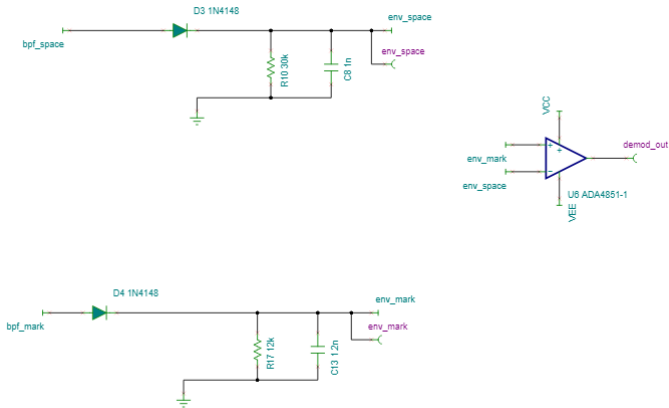 D3 1N4148
env_space
bpf_space
env_space
R10 30k
C8 1n
VCC
demod_out
env_mark
+
+
-
env_space
U6 ADA4851-1
VEE
D4 1N4148
env_mark
bpf_mark
env_mark
R17 12k
C13 1.2n